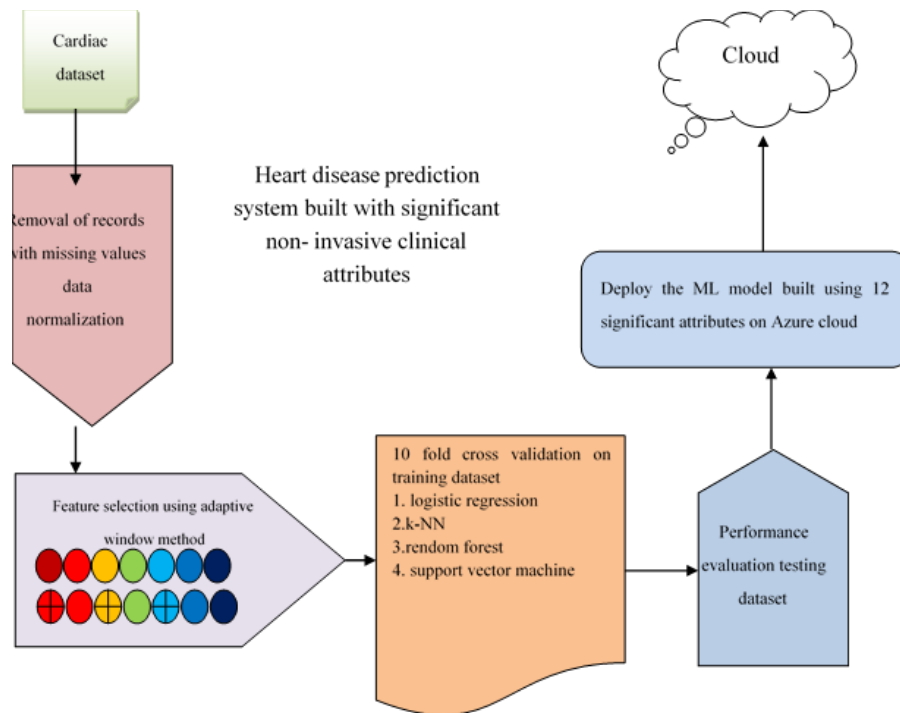 Cardiac
dataset
Removal of records
with missing values
data
normalization
Heart disease prediction
system built with significant
non- invasive clinical
attributes
Feature selection using adaptive
window method
10 fold cross validation on
training dataset
1. logistic regression
2.k-NN
3.rendom forest
4. support vector machine
Performance
evaluation testing
dataset
Deploy the ML model built using 12
significant attributes on Azure cloud
Cloud